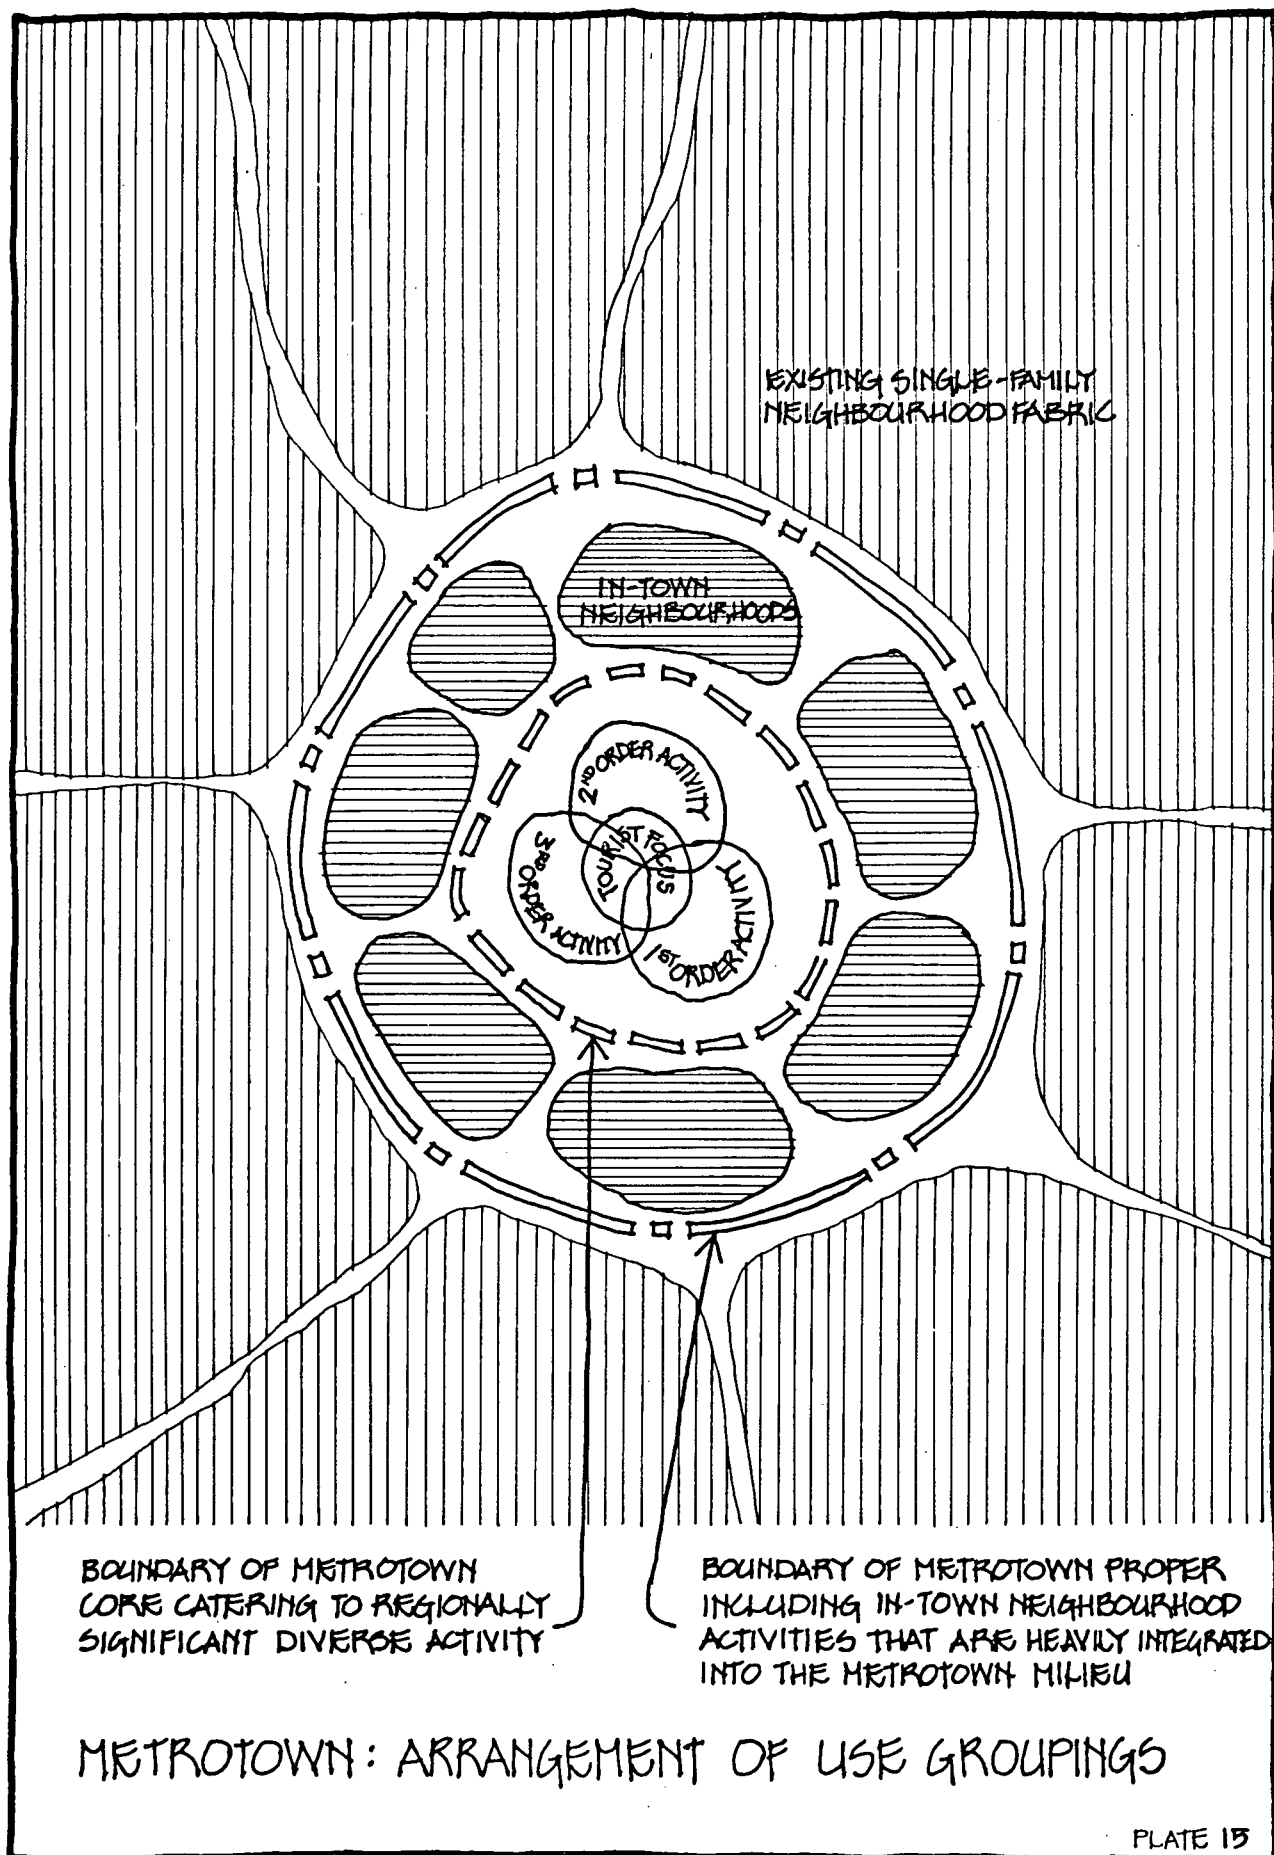 EXISTING SINGLE-FAMILY
NEIGHBOURHOOD FABRIC
IN-TOWN
NEIGHBOURHOODS
2ND ORDER ACTIVITY
TOURIST FOCUS
3RD ORDER ACTIVITY
1ST ORDER ACTIVITY
BOUNDARY OF METROTOWN
CORE CATERING TO REGIONALLY
SIGNIFICANT DIVERSE ACTIVITY
BOUNDARY OF METROTOWN PROPER
INCLUDING IN-TOWN NEIGHBOURHOOD
ACTIVITIES THAT ARE HEAVILY INTEGRATED
INTO THE METROTOWN MILIEU
METROTOWN: ARRANGEMENT OF USE GROUPINGS
PLATE 15